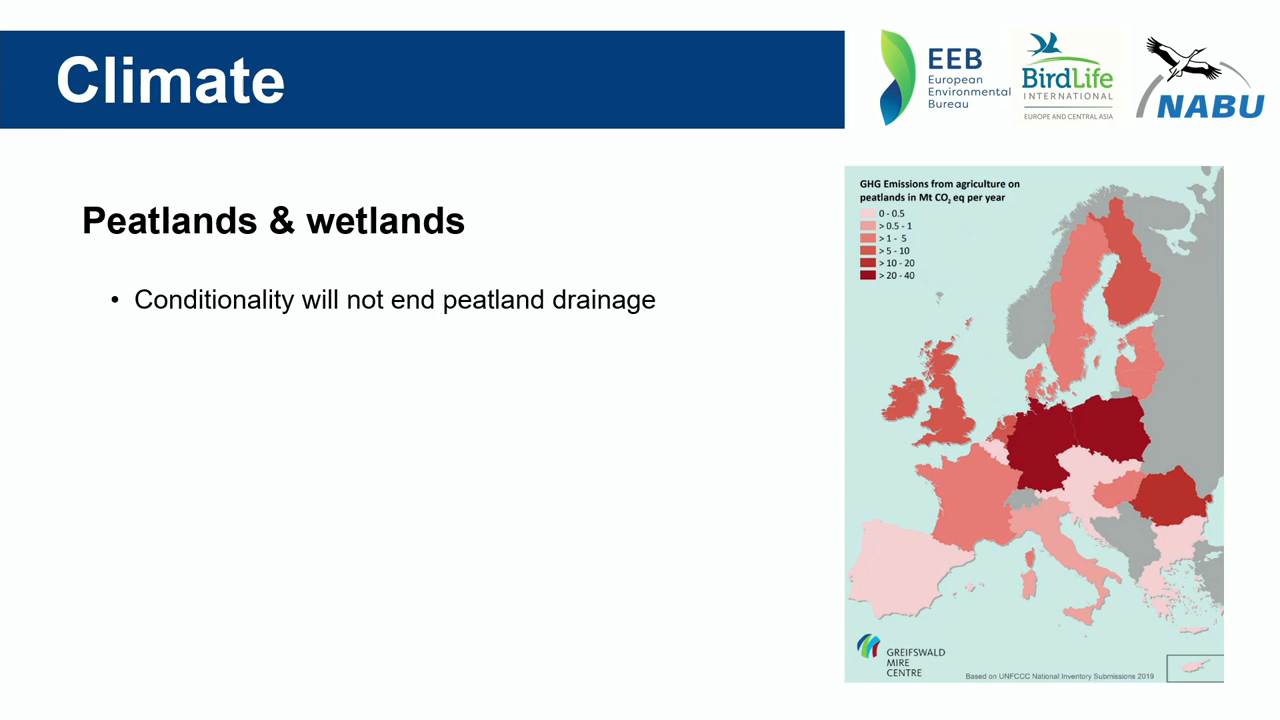 Climate
EEB
European
Environmental
Bureau
BirdLife
INTERNATIONAL
EUROPE AND CENTRAL ASIA
NABU
Peatlands & wetlands
• Conditionality will not end peatland drainage
GHG Emissions from agriculture on
peatlands in Mt CO₂ eq per year
0 - 0.5
> 0.5 - 1
> 1 - 5
> 5 - 10
> 10 - 20
> 20 - 40
GREIFSWALD
MIRE
CENTRE
Based on UNFCCC National Inventory Submissions 2019